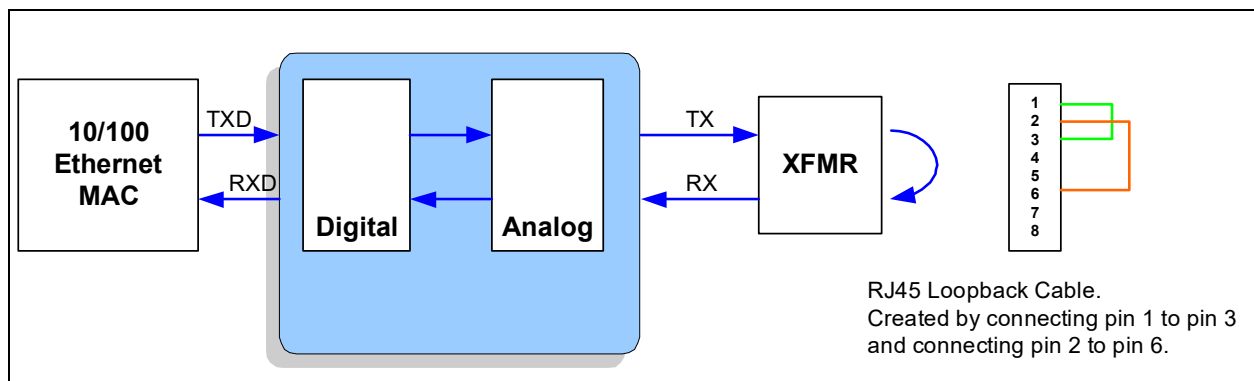 10/100
Ethernet
MAC
TXD
RXD
Digital
Analog
TX
RX
XFMR
1
2
3
4
5
6
7
8
RJ45 Loopback Cable.
Created by connecting pin 1 to pin 3
and connecting pin 2 to pin 6.